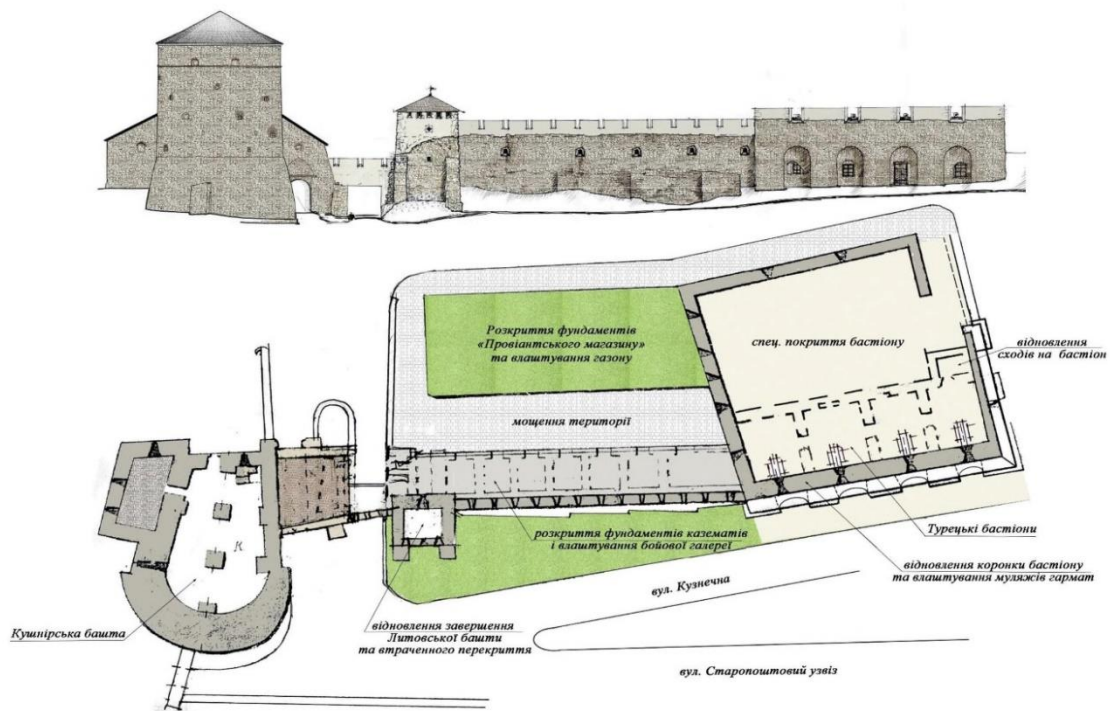 Розкриття фундаментів
«Провіантського магазину»
та влаштування газону
спец. покриття бастіону
відновлення
сходів на бастіон
мощення території
розкриття фундаментів казематів
і влаштування бойової галереї
Турецькі бастіони
відновлення коронки бастіону
та влаштування муляжів гармат
вул. Кузнечна
Кушнірська башта
К
відновлення завершення
Литовської башти
та втраченного перекриття
вул. Старопоштовий узвіз